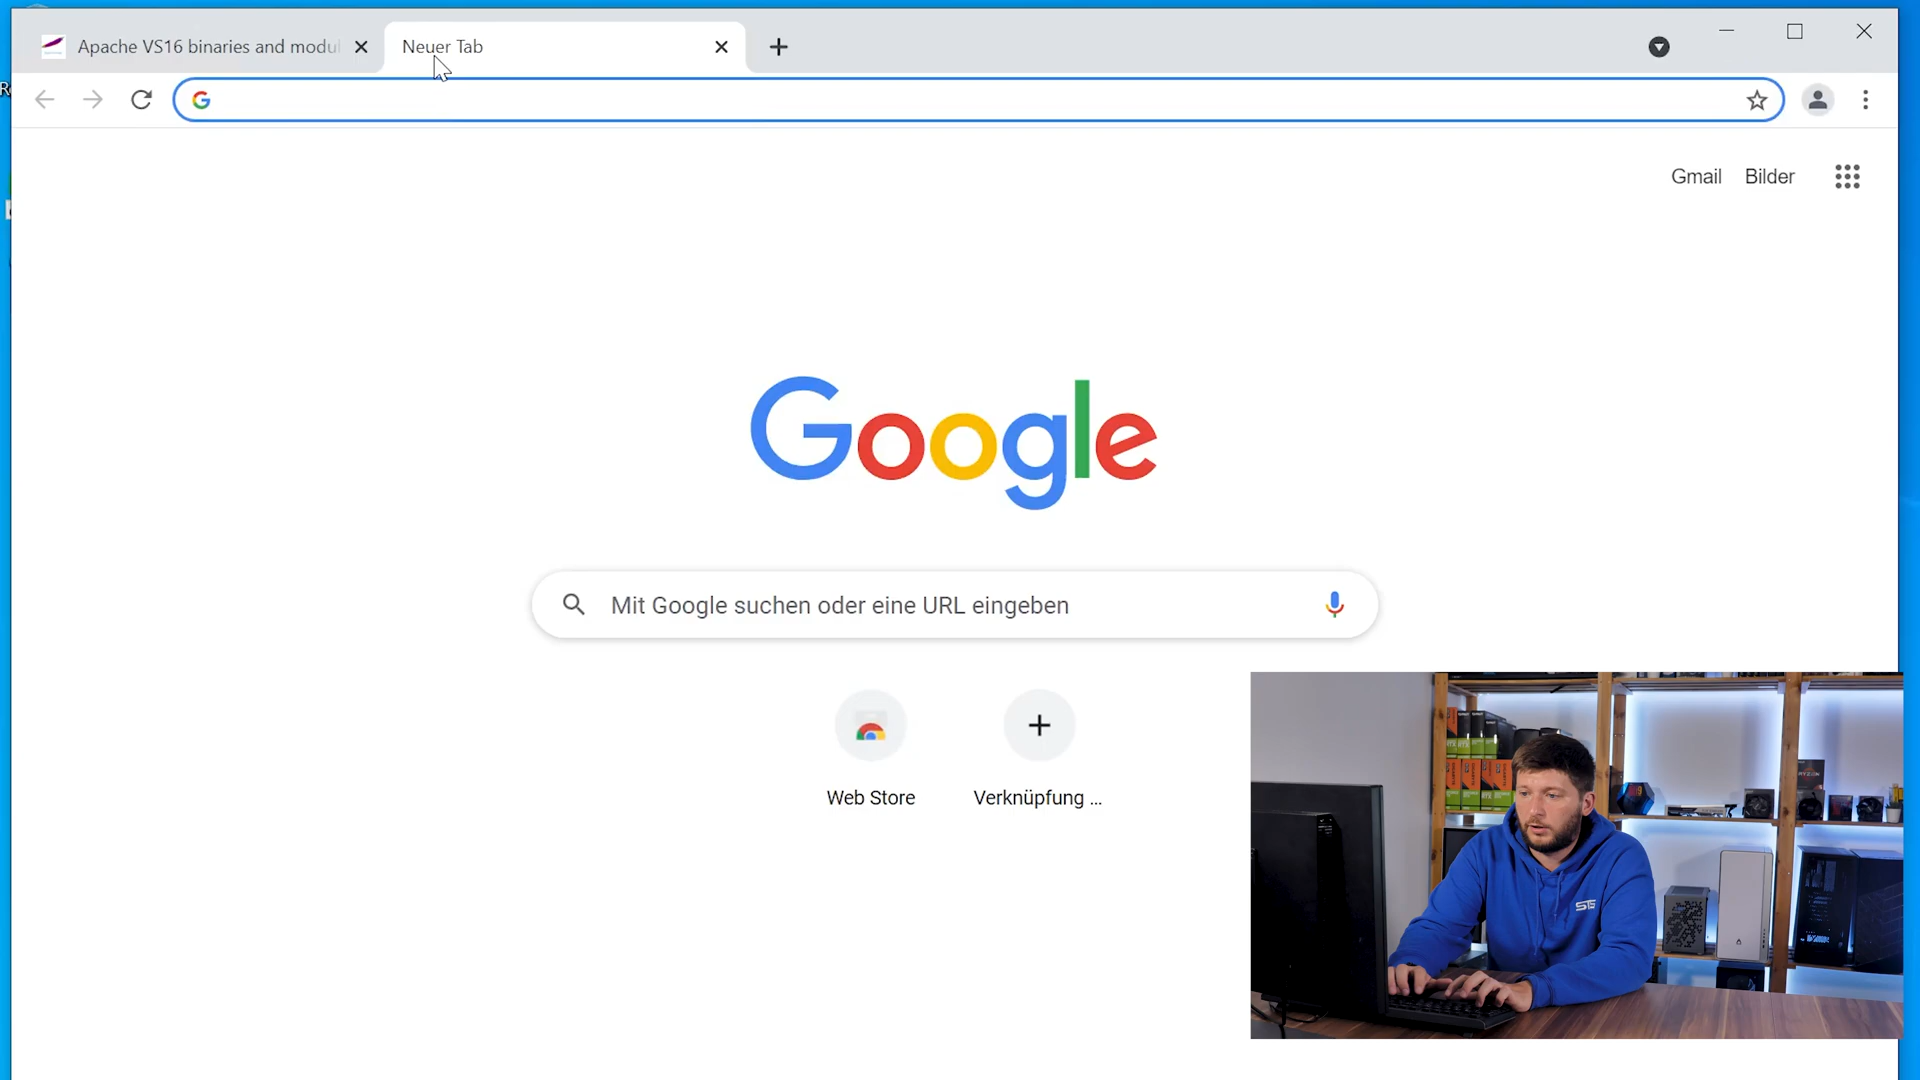 Apache VS16 binaries and modul
Neuer Tab
Gmail Bilder
Google
Mit Google suchen oder eine URL eingeben
Web Store
Verknüpfung ...